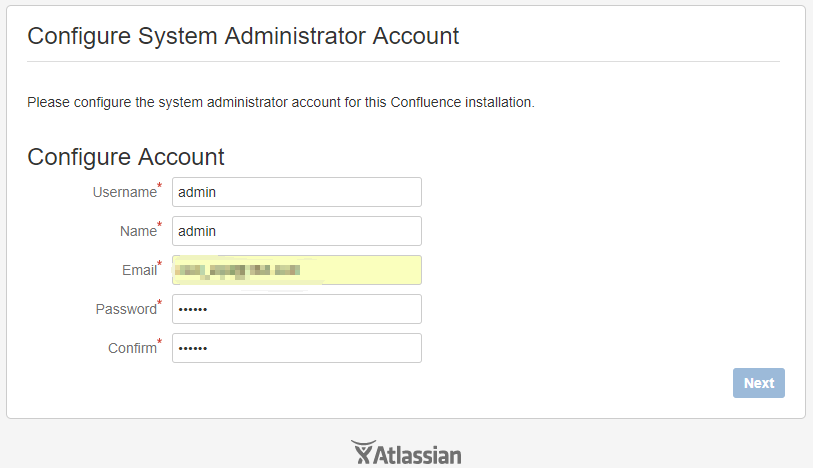 Configure System Administrator Account
Please configure the system administrator account for this Confluence installation.
Configure Account
Username* admin
Name* admin
Email*
Password* ••••••
Confirm* ••••••
Next
Atlassian